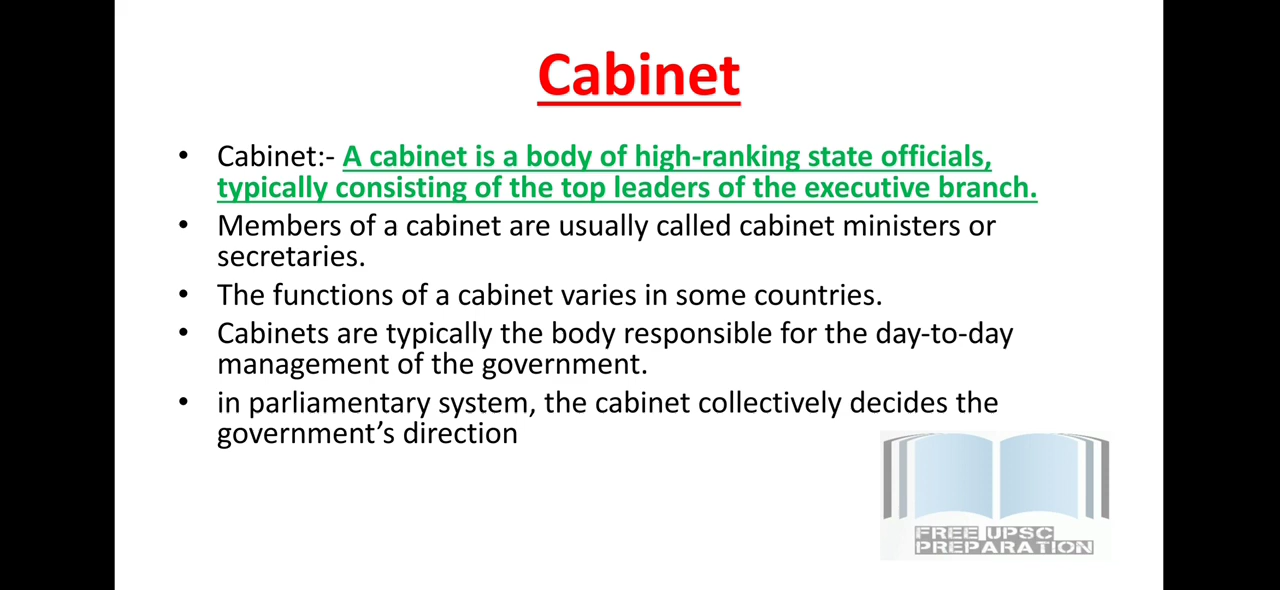 Cabinet
• Cabinet:- A cabinet is a body of high-ranking state officials,
typically consisting of the top leaders of the executive branch.
• Members of a cabinet are usually called cabinet ministers or
secretaries.
• The functions of a cabinet varies in some countries.
• Cabinets are typically the body responsible for the day-to-day
management of the government.
• in parliamentary system, the cabinet collectively decides the
government’s direction
FREE UPSC
PREPARATION